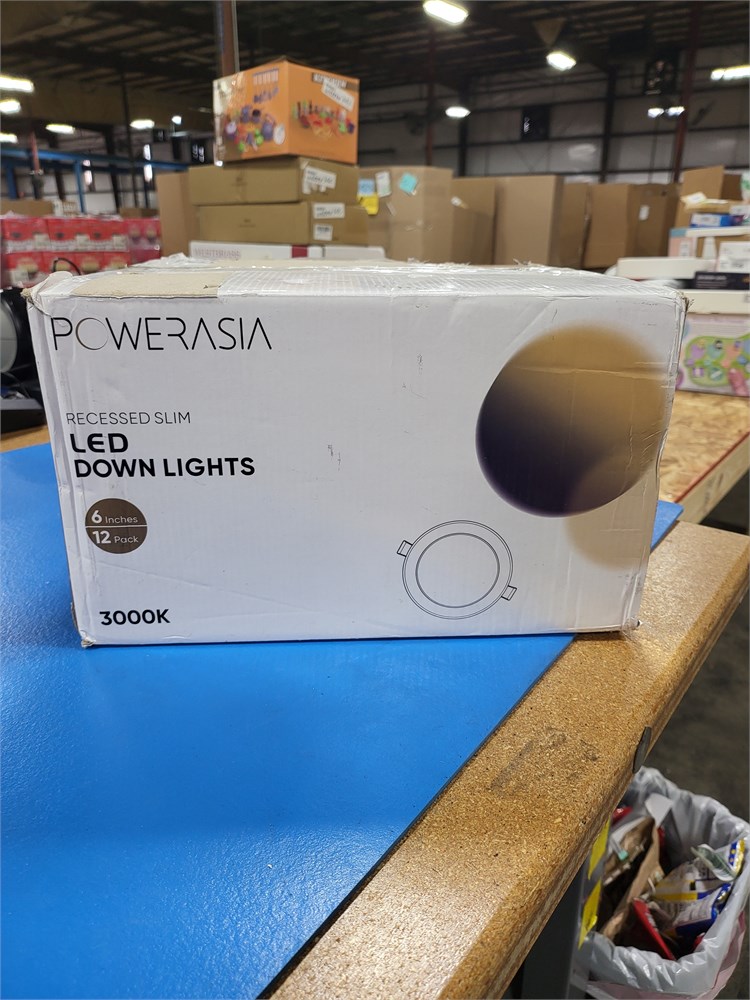 POWERASIA
RECESSED SLIM
LED
DOWN LIGHTS
6 Inches
12 Pack
3000K